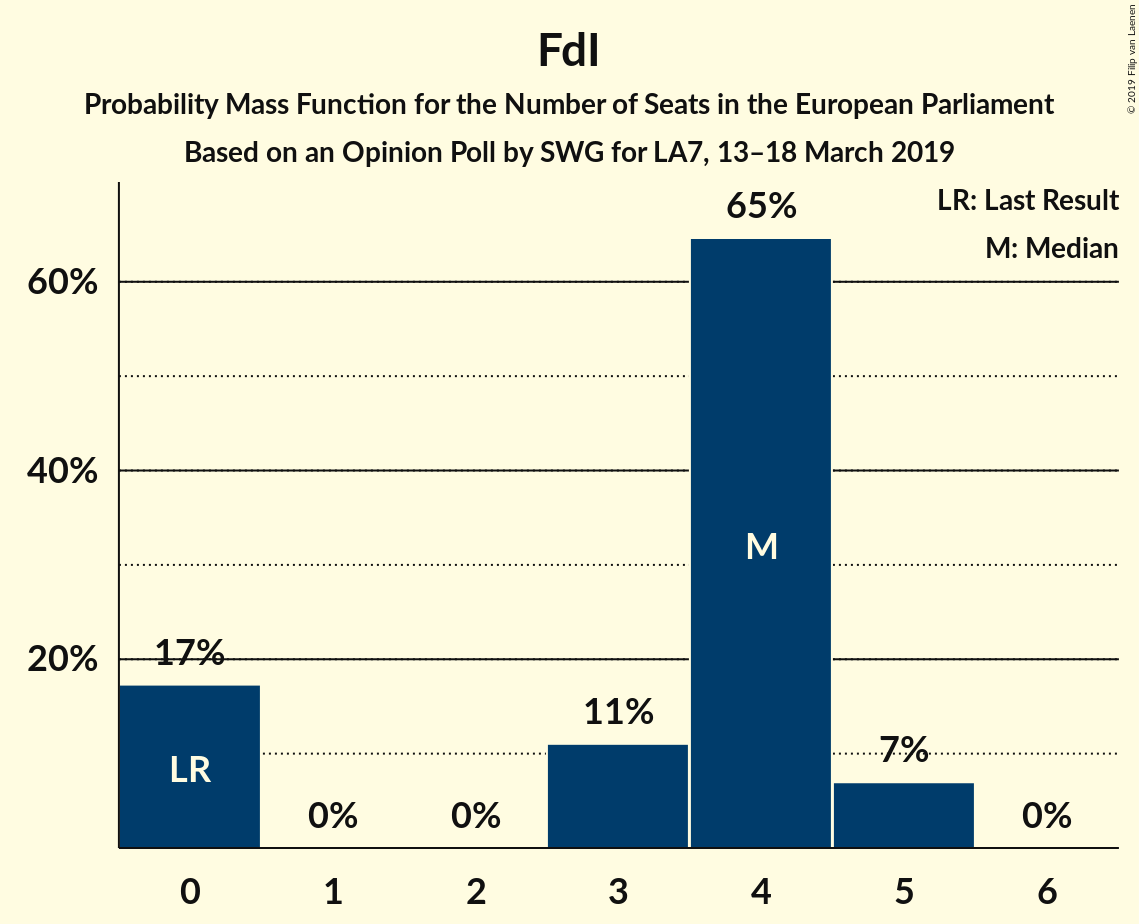 FdI
Probability Mass Function for the Number of Seats in the European Parliament
Based on an Opinion Poll by SWG for LA7, 13–18 March 2019
© 2019 Filip van Laenen
LR: Last Result
M: Median
65%
60%
40%
M
20%
17%
11%
7%
LR
0%
0%
0%
0
1
2
3
4
5
6